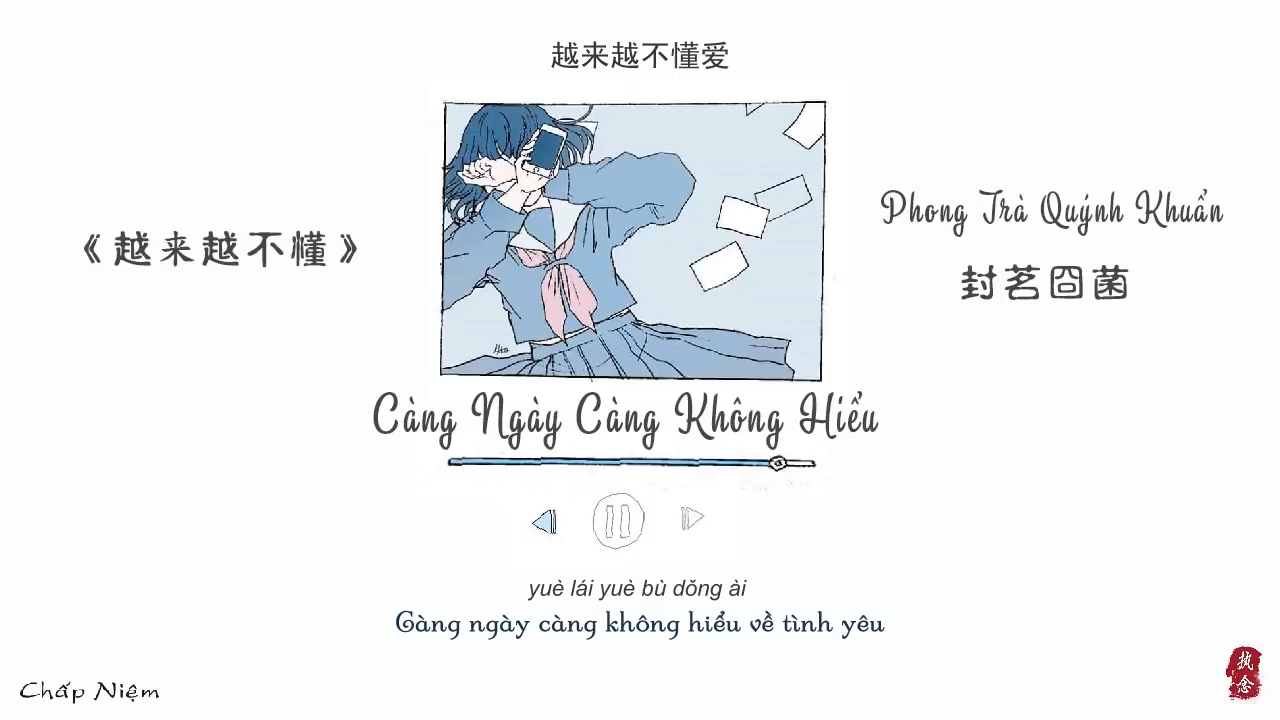 越来越不懂爱
《越来越不懂》
Phong Trà Quýnh Khuẩn
封茗囧菌
Càng Ngày Càng Không Hiểu
yuè lái yuè bù dǒng ài
Càng ngày càng không hiểu về tình yêu
Chấp Niệm
执念